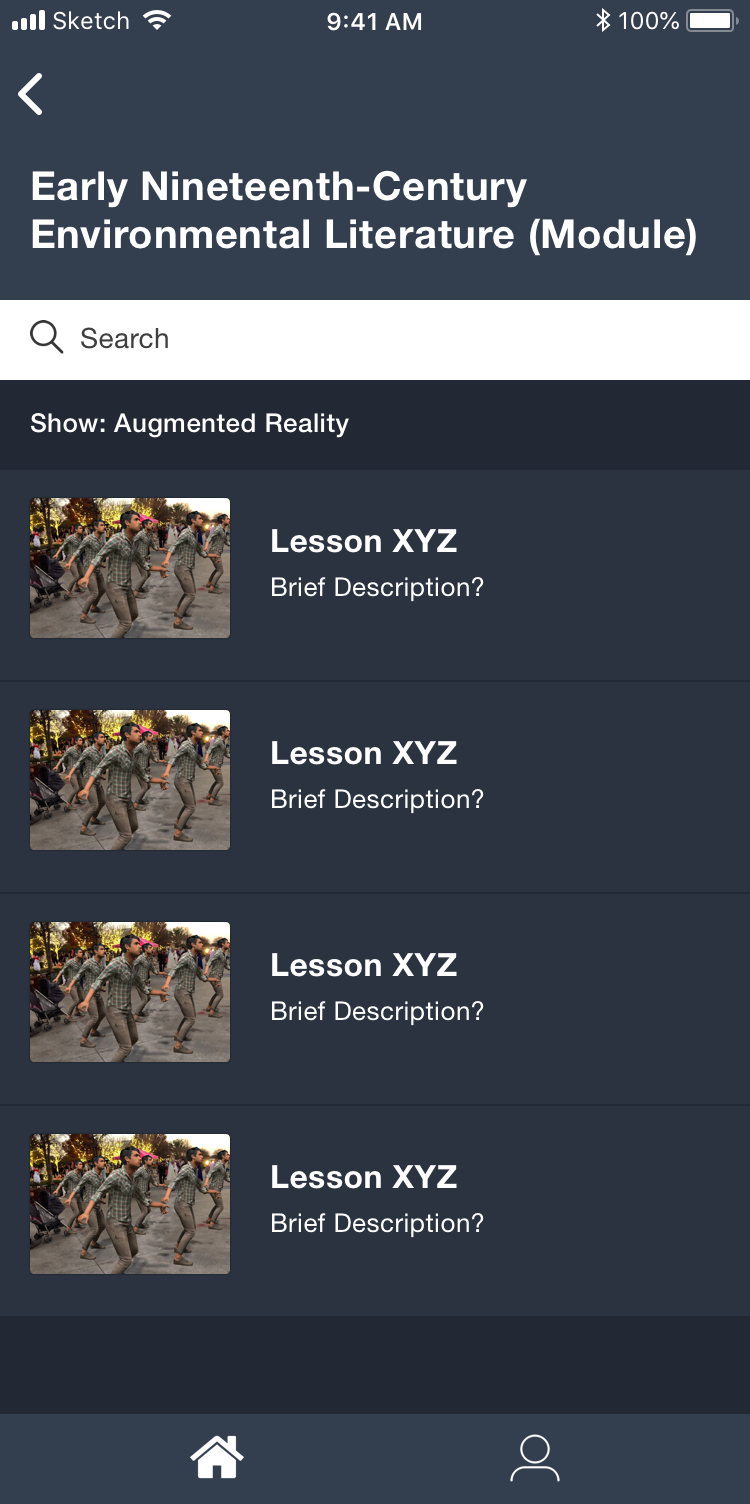 Sketch 9:41 AM 100%
Early Nineteenth-Century
Environmental Literature (Module)
Search
Show: Augmented Reality
Lesson XYZ
Brief Description?
Lesson XYZ
Brief Description?
Lesson XYZ
Brief Description?
Lesson XYZ
Brief Description?